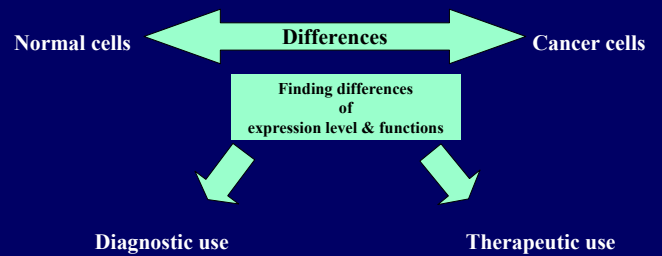 Normal cells
Differences
Cancer cells
Finding differences
of
expression level & functions
Diagnostic use
Therapeutic use